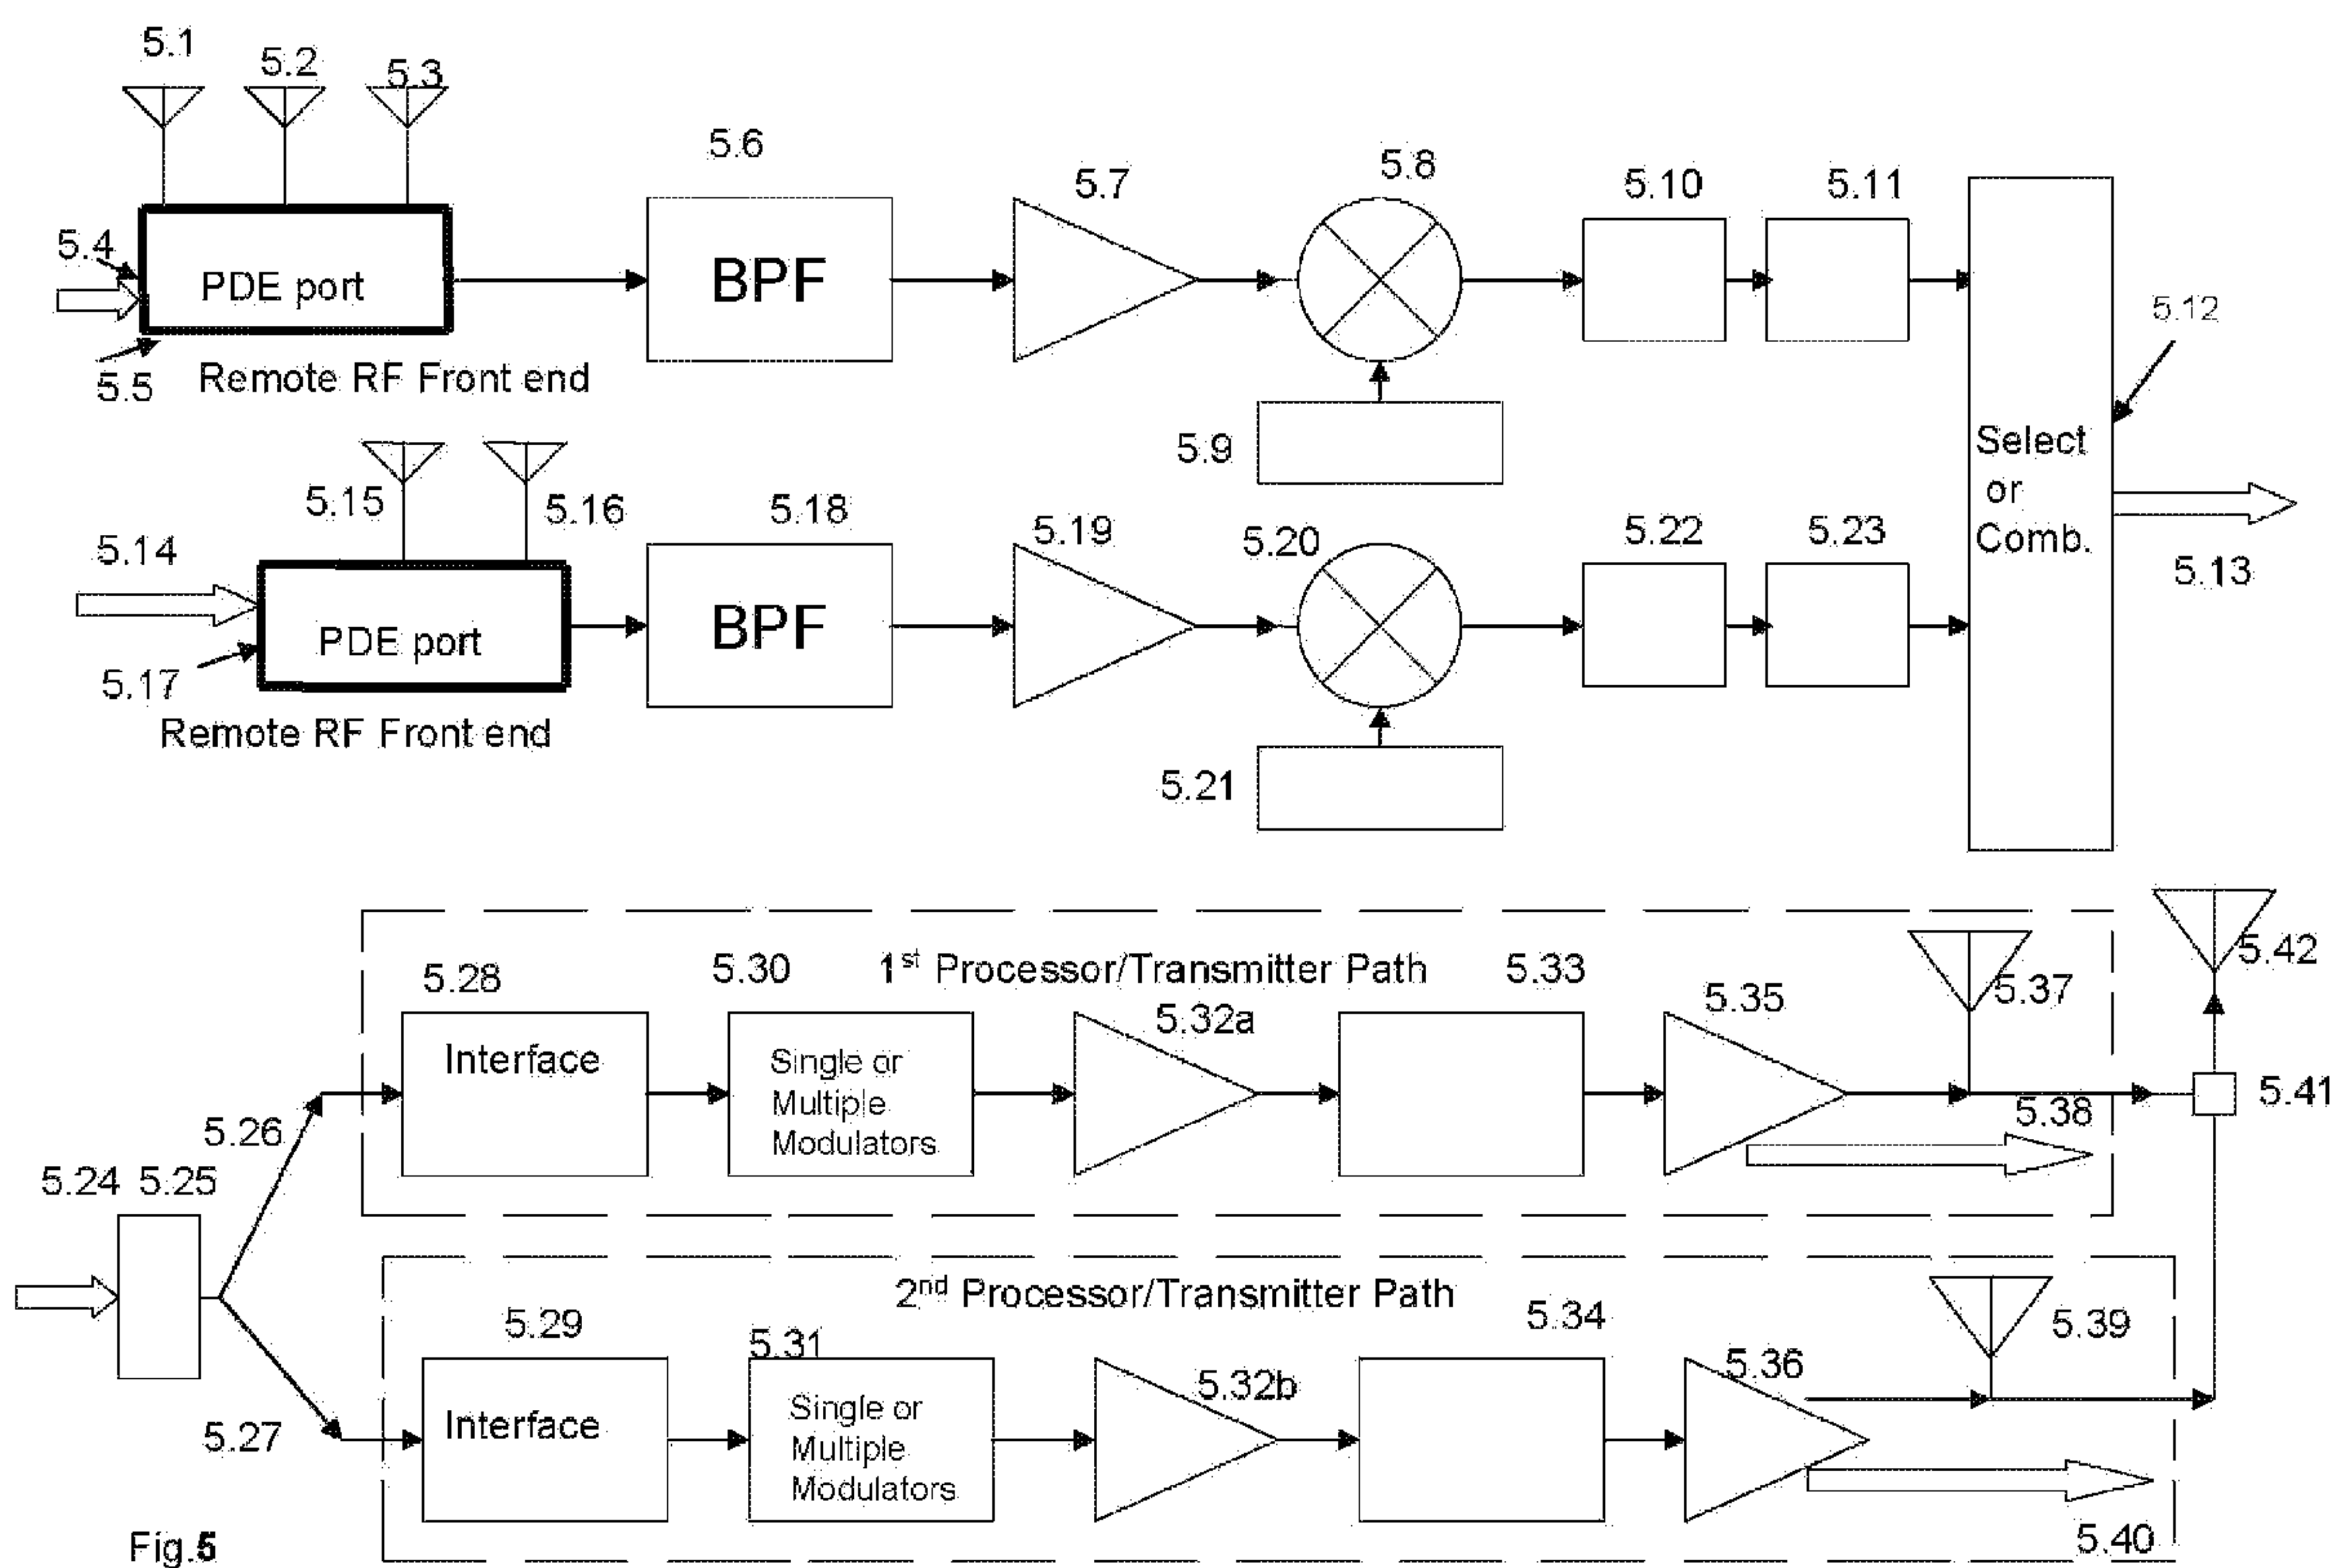 5.1
5.2
5.3
5.6
5.7
5.8
5.10
5.11
5.4
PDE port
BPF
5.12
5.5
Remote RF Front end
5.9
Select
or
Comb.
5.15
5.16
5.18
5.19
5.20
5.22
5.23
5.13
5.14
PDE port
BPF
5.17
Remote RF Front end
5.21
1st Processor/Transmitter Path
5.28
5.30
5.32a
5.33
5.35
5.37
5.42
Interface
Single or
Multiple
Modulators
5.38
5.41
5.26
5.24
5.25
2nd Processor/Transmitter Path
5.29
5.31
5.32b
5.34
5.36
5.39
5.27
Interface
Single or
Multiple
Modulators
5.40
Fig.5